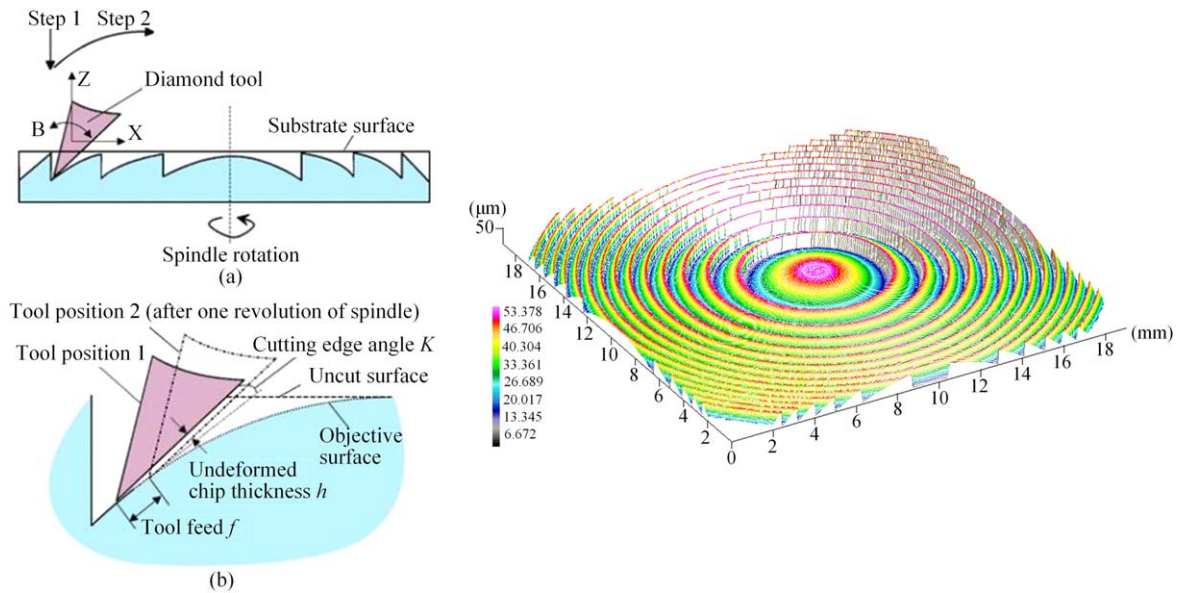 Step 1
Step 2
Z
Diamond tool
B
X
Substrate surface
Spindle rotation
(a)
Tool position 2 (after one revolution of spindle)
Tool position 1
Cutting edge angle K
Uncut surface
Objective
surface
Undeformed
chip thickness h
Tool feed f
(b)
(μm)
50
18
16
14
12
10
8
6
4
2
0
2
4
6
8
10
12
14
16
18
(mm)
53.378
46.706
40.304
33.361
26.689
20.017
13.345
6.672